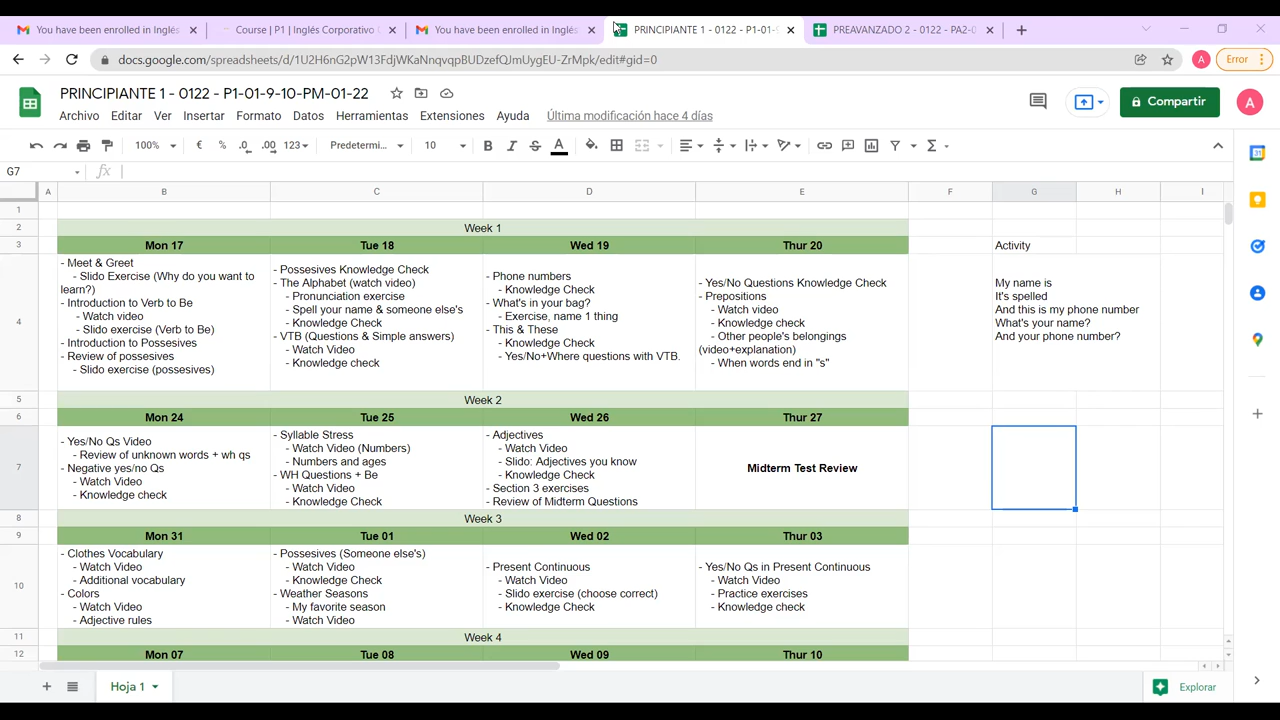 You have been enrolled in Inglés
Course | P1 | Inglés Corporativo D
You have been enrolled in Inglés
PRINCIPIANTE 1 - 0122 - P1-01-9
PREAVANZADO 2 - 0122 - PA2-0
docs.google.com/spreadsheets/d/1U2H6nG2pW13FdjWKaNnqvqpBUDzefQJrmIygEU-ZrMpk/edit#gid=0
A
Error
PRINCIPIANTE 1 - 0122 - P1-01-9-10-PM-01-22
Archivo Editar Ver Insertar Formato Datos Herramientas Extensiones Ayuda Última modificación hace 4 días
Compartir
A
100% € % .0 .00 123 Predetermi... 10 B I S A
G7 fx
A B C D E F G H I
1
2 Week 1
3 Mon 17 Tue 18 Wed 19 Thur 20 Activity
4
- Meet & Greet
- Slido Exercise (Why do you want to
learn?)
- Introduction to Verb to Be
- Watch video
- Slido exercise (Verb to Be)
- Introduction to Possesives
- Review of possesives
- Slido exercise (possesives)
- Possesives Knowledge Check
- The Alphabet (watch video)
- Pronunciation exercise
- Spell your name & someone else's
- Knowledge Check
- VTB (Questions & Simple answers)
- Watch Video
- Knowledge check
- Phone numbers
- Knowledge Check
- What's in your bag?
- Exercise, name 1 thing
- This & These
- Knowledge Check
- Yes/No+Where questions with VTB.
- Yes/No Questions Knowledge Check
- Prepositions
- Watch video
- Knowledge check
- Other people's belongings
(video+explanation)
- When words end in "s"
My name is
It's spelled
And this is my phone number
What's your name?
And your phone number?
5 Week 2
6 Mon 24 Tue 25 Wed 26 Thur 27
7
- Yes/No Qs Video
- Review of unknown words + wh qs
- Negative yes/no Qs
- Watch Video
- Knowledge check
- Syllable Stress
- Watch Video (Numbers)
- Numbers and ages
- WH Questions + Be
- Watch Video
- Knowledge Check
- Adjectives
- Watch Video
- Slido: Adjectives you know
- Knowledge Check
- Section 3 exercises
- Review of Midterm Questions
Midterm Test Review
8 Week 3
9 Mon 31 Tue 01 Wed 02 Thur 03
10
- Clothes Vocabulary
- Watch Video
- Additional vocabulary
- Colors
- Watch Video
- Adjective rules
- Possesives (Someone else's)
- Watch Video
- Knowledge Check
- Weather Seasons
- My favorite season
- Watch Video
- Present Continuous
- Watch Video
- Slido exercise (choose correct)
- Knowledge Check
- Yes/No Qs in Present Continuous
- Watch Video
- Practice exercises
- Knowledge check
11 Week 4
12 Mon 07 Tue 08 Wed 09 Thur 10
Hoja 1
Explorar